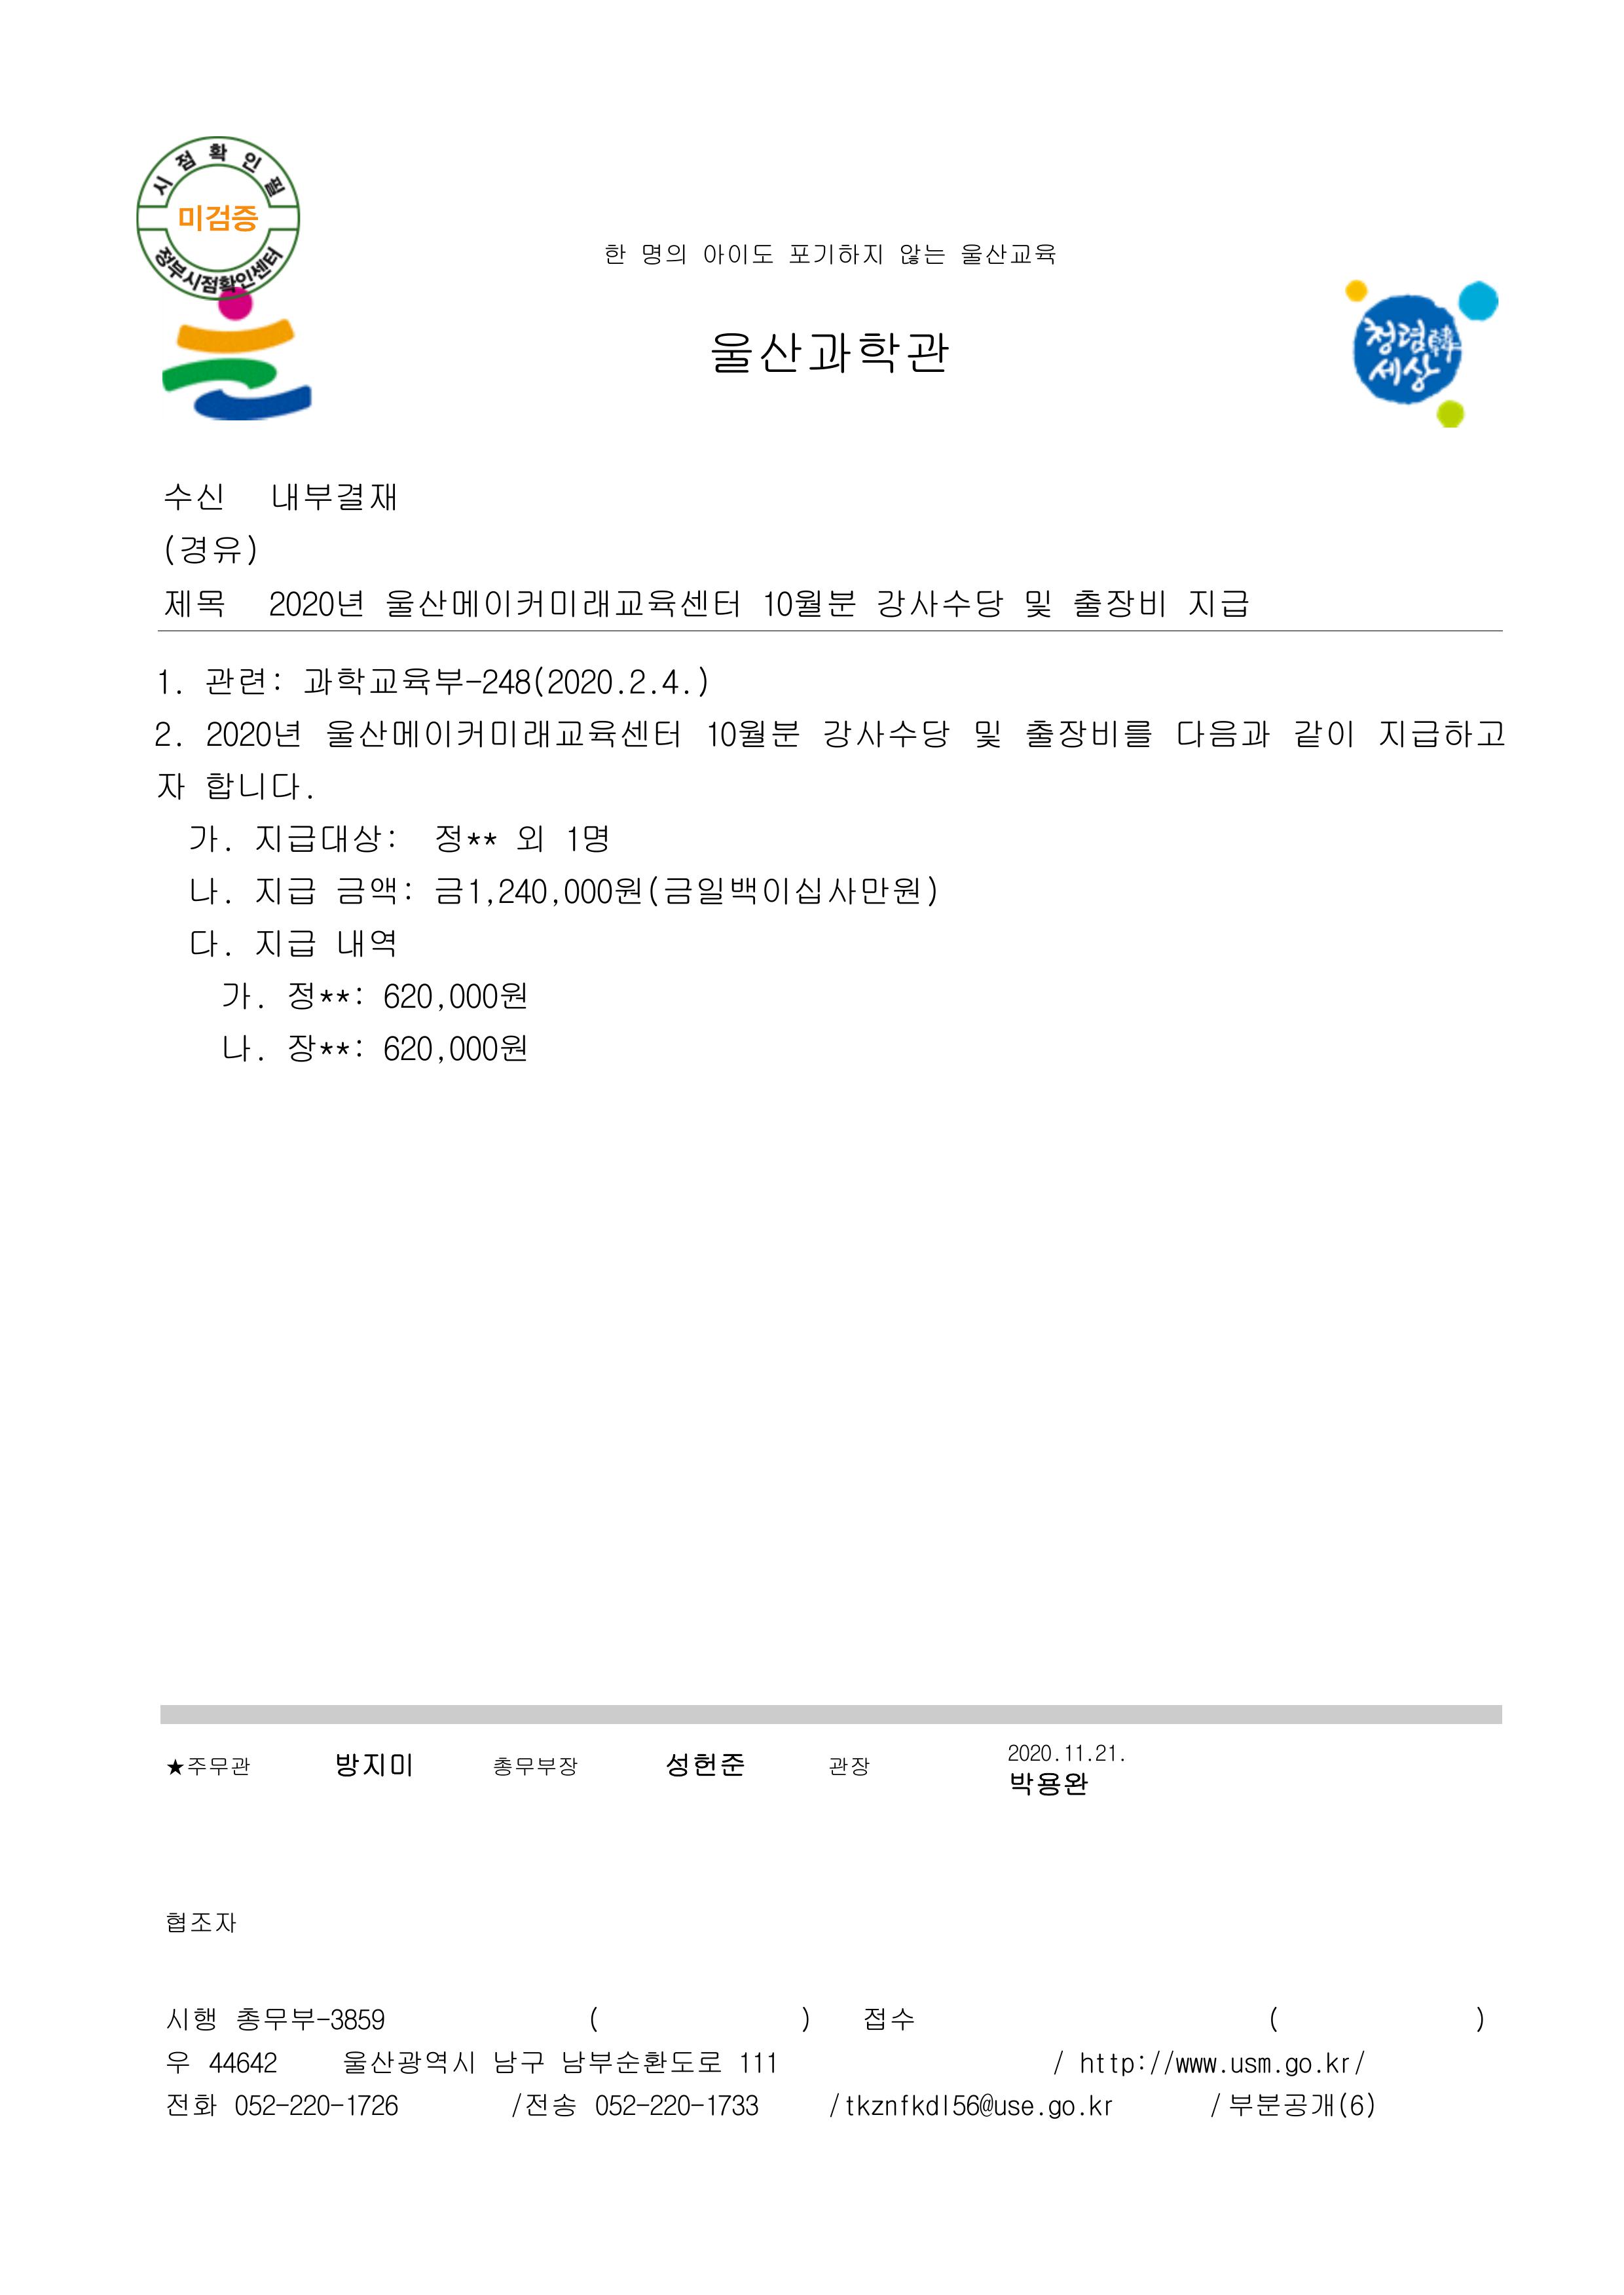 시점확인필
미검증
정부시점확인센터
한 명의 아이도 포기하지 않는 울산교육
울산과학관
청렴韓
세상
수신 내부결재
(경유)
제목 2020년 울산메이커미래교육센터 10월분 강사수당 및 출장비 지급
1. 관련: 과학교육부-248(2020.2.4.)
2. 2020년 울산메이커미래교육센터 10월분 강사수당 및 출장비를 다음과 같이 지급하고
자 합니다.
가. 지급대상: 정** 외 1명
나. 지급 금액: 금1,240,000원(금일백이십사만원)
다. 지급 내역
가. 정**: 620,000원
나. 장**: 620,000원
★주무관 방지미 총무부장 성헌준 관장 2020.11.21.
박용완
협조자
시행 총무부-3859 ( ) 접수 ( )
우 44642 울산광역시 남구 남부순환도로 111 / http://www.usm.go.kr/
전화 052-220-1726 /전송 052-220-1733 /tkznfkdl56@use.go.kr / 부분공개(6)